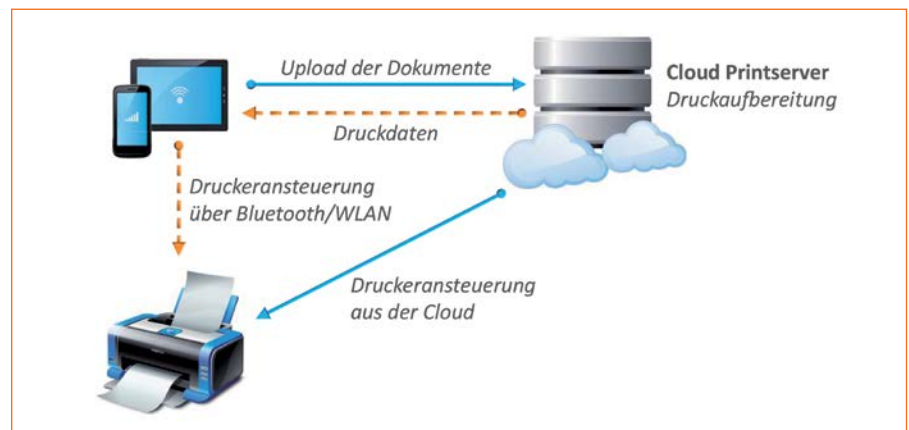 Upload der Dokumente
Cloud Printserver
Druckaufbereitung
Druckdaten
Druckeransteuerung
über Bluetooth/WLAN
Druckeransteuerung
aus der Cloud